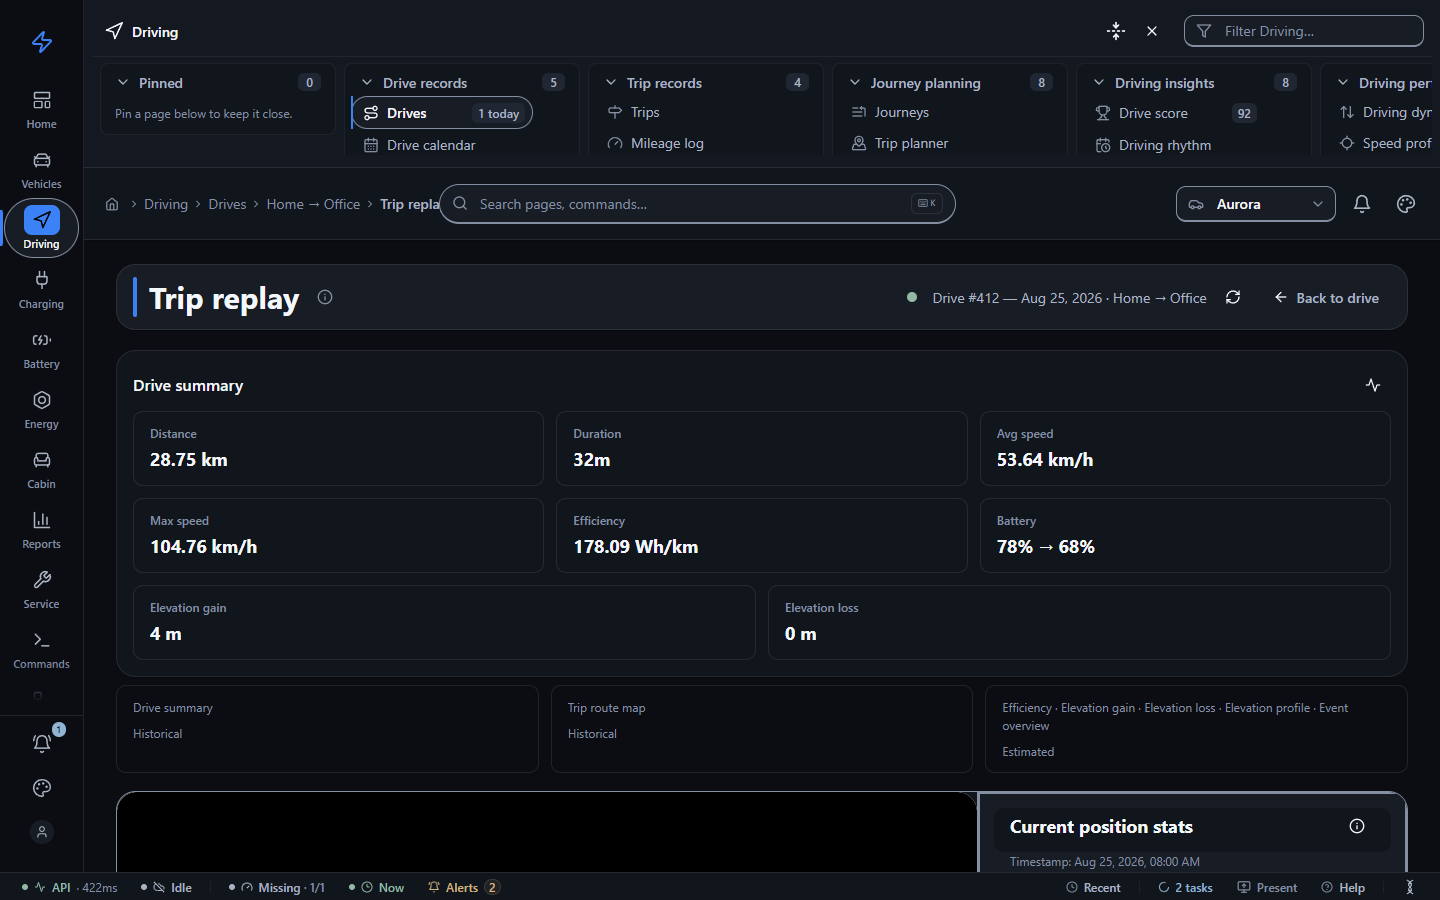 Driving
Filter Driving...
Pinned 0
Pin a page below to keep it close.
Drive records 5
Drives 1 today
Drive calendar
Trip records 4
Trips
Mileage log
Journey planning 8
Journeys
Trip planner
Driving insights 8
Drive score 92
Driving rhythm
Driving per
Driving dyr
Speed prof
Home
Vehicles
Driving
Charging
Battery
Energy
Cabin
Reports
Service
Commands
1
Driving > Drives > Home → Office > Trip repla
Search pages, commands... K
Aurora
Trip replay
Drive #412 — Aug 25, 2026 · Home → Office
Back to drive
Drive summary
Distance
28.75 km
Duration
32m
Avg speed
53.64 km/h
Max speed
104.76 km/h
Efficiency
178.09 Wh/km
Battery
78% → 68%
Elevation gain
4 m
Elevation loss
0 m
Drive summary
Historical
Trip route map
Historical
Efficiency · Elevation gain · Elevation loss · Elevation profile · Event
overview
Estimated
Current position stats
Timestamp: Aug 25, 2026, 08:00 AM
API · 422ms Idle Missing · 1/1 Now Alerts 2 Recent 2 tasks Present Help